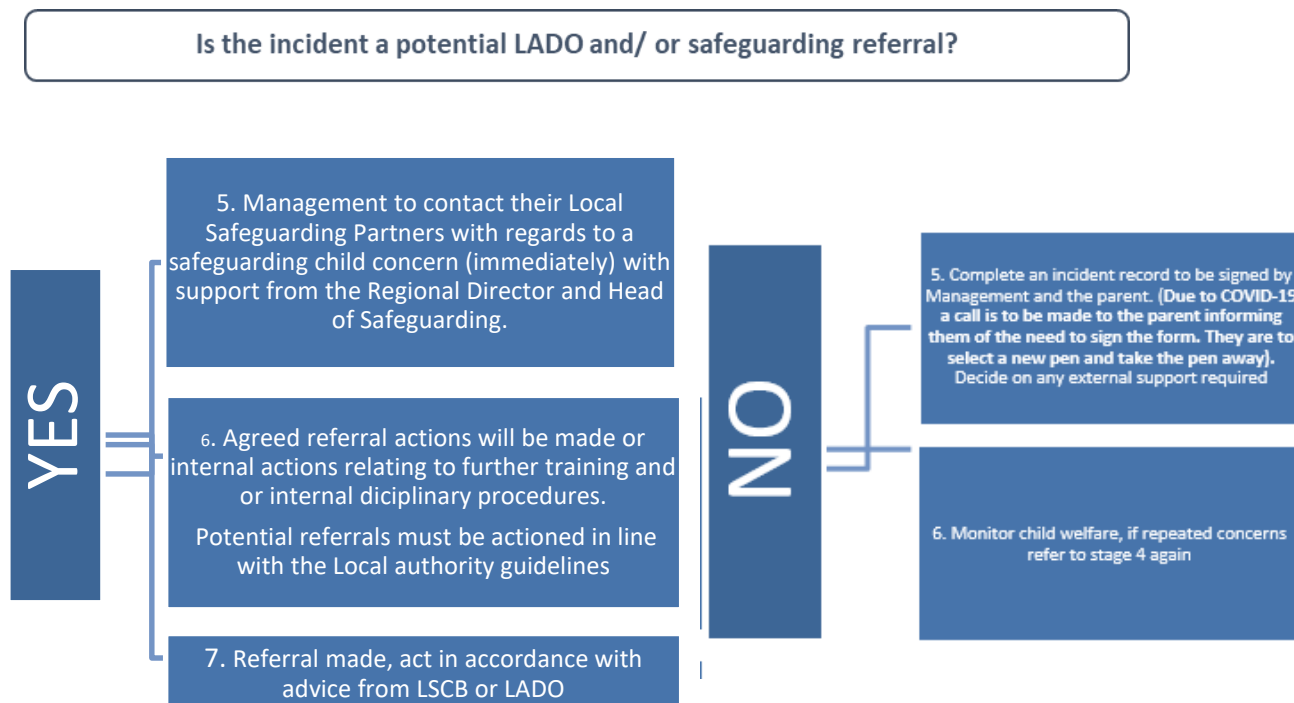 Is the incident a potential LADO and/ or safeguarding referral?
YES
5. Management to contact their Local
Safeguarding Partners with regards to a
safeguarding child concern (immediately) with
support from the Regional Director and Head
of Safeguarding.
6. Agreed referral actions will be made or
internal actions relating to further training and
or internal diciplinary procedures.
Potential referrals must be actioned in line
with the Local authority guidelines
7. Referral made, act in accordance with
advice from LSCB or LADO
NO
5. Complete an incident record to be signed by
Management and the parent. (Due to COVID-19
a call is to be made to the parent informing
them of the need to sign the form. They are to
select a new pen and take the pen away).
Decide on any external support required
6. Monitor child welfare, if repeated concerns
refer to stage 4 again